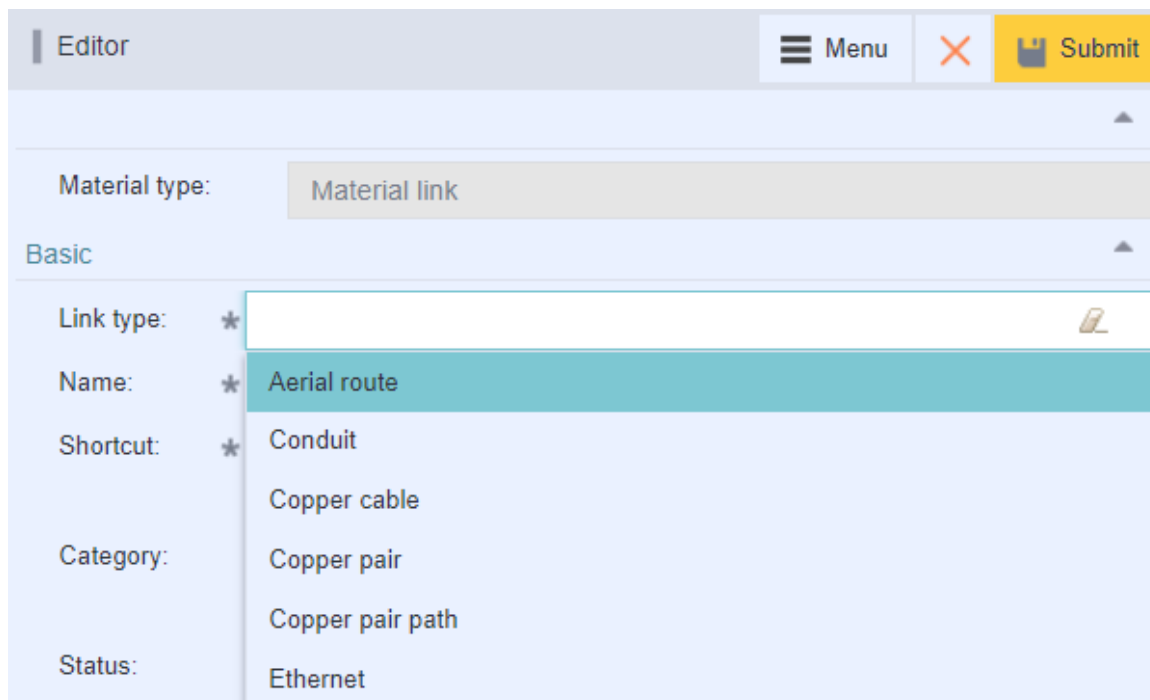 Editor Menu Submit
Material type: Material link
Basic
Link type: *
Name: * Aerial route
Shortcut: * Conduit
Copper cable
Category: Copper pair
Copper pair path
Status: Ethernet